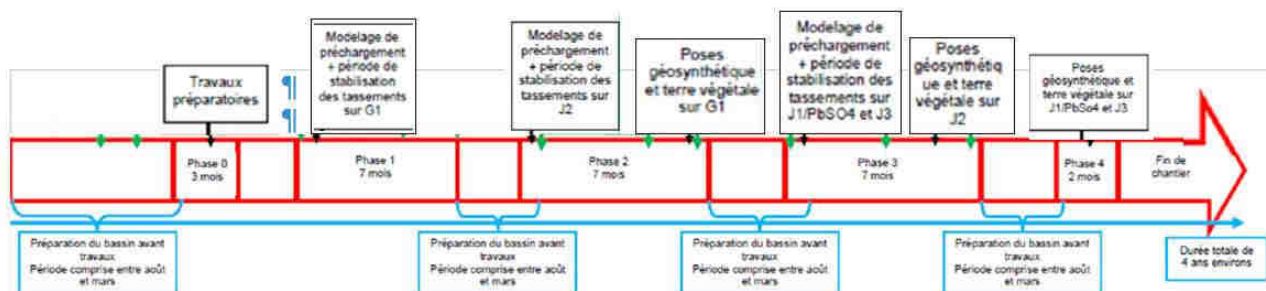 Travaux
préparatoires
¶
¶
Modelage de
préchargement
+ période de
stabilisation
des tassements
sur G1
Modelage de
préchargement
+ période de
stabilisation des
tassements sur
J2
Poses
géosynthétique
et terre végétale
sur G1
Modelage de
préchargement
+ période de
stabilisation des
tassements sur
J1/PbSO4 et J3
Poses
géosynthétiq
ue et terre
végétale sur
J2
Poses
géosynthétique et
terre végétale sur
J1/PbSo4 et J3
Phase 0
3 mois
Phase 1
7 mois
Phase 2
7 mois
Phase 3
7 mois
Phase 4
2 mois
Fin de
chantier
Préparation du bassin avant
travaux
Période comprise entre août
et mars
Préparation du bassin avant
travaux
Période comprise entre août
et mars
Préparation du bassin avant
travaux
Période comprise entre août
et mars
Préparation du bassin avant
travaux
Période comprise entre août
et mars
Durée totale de
4 ans environs